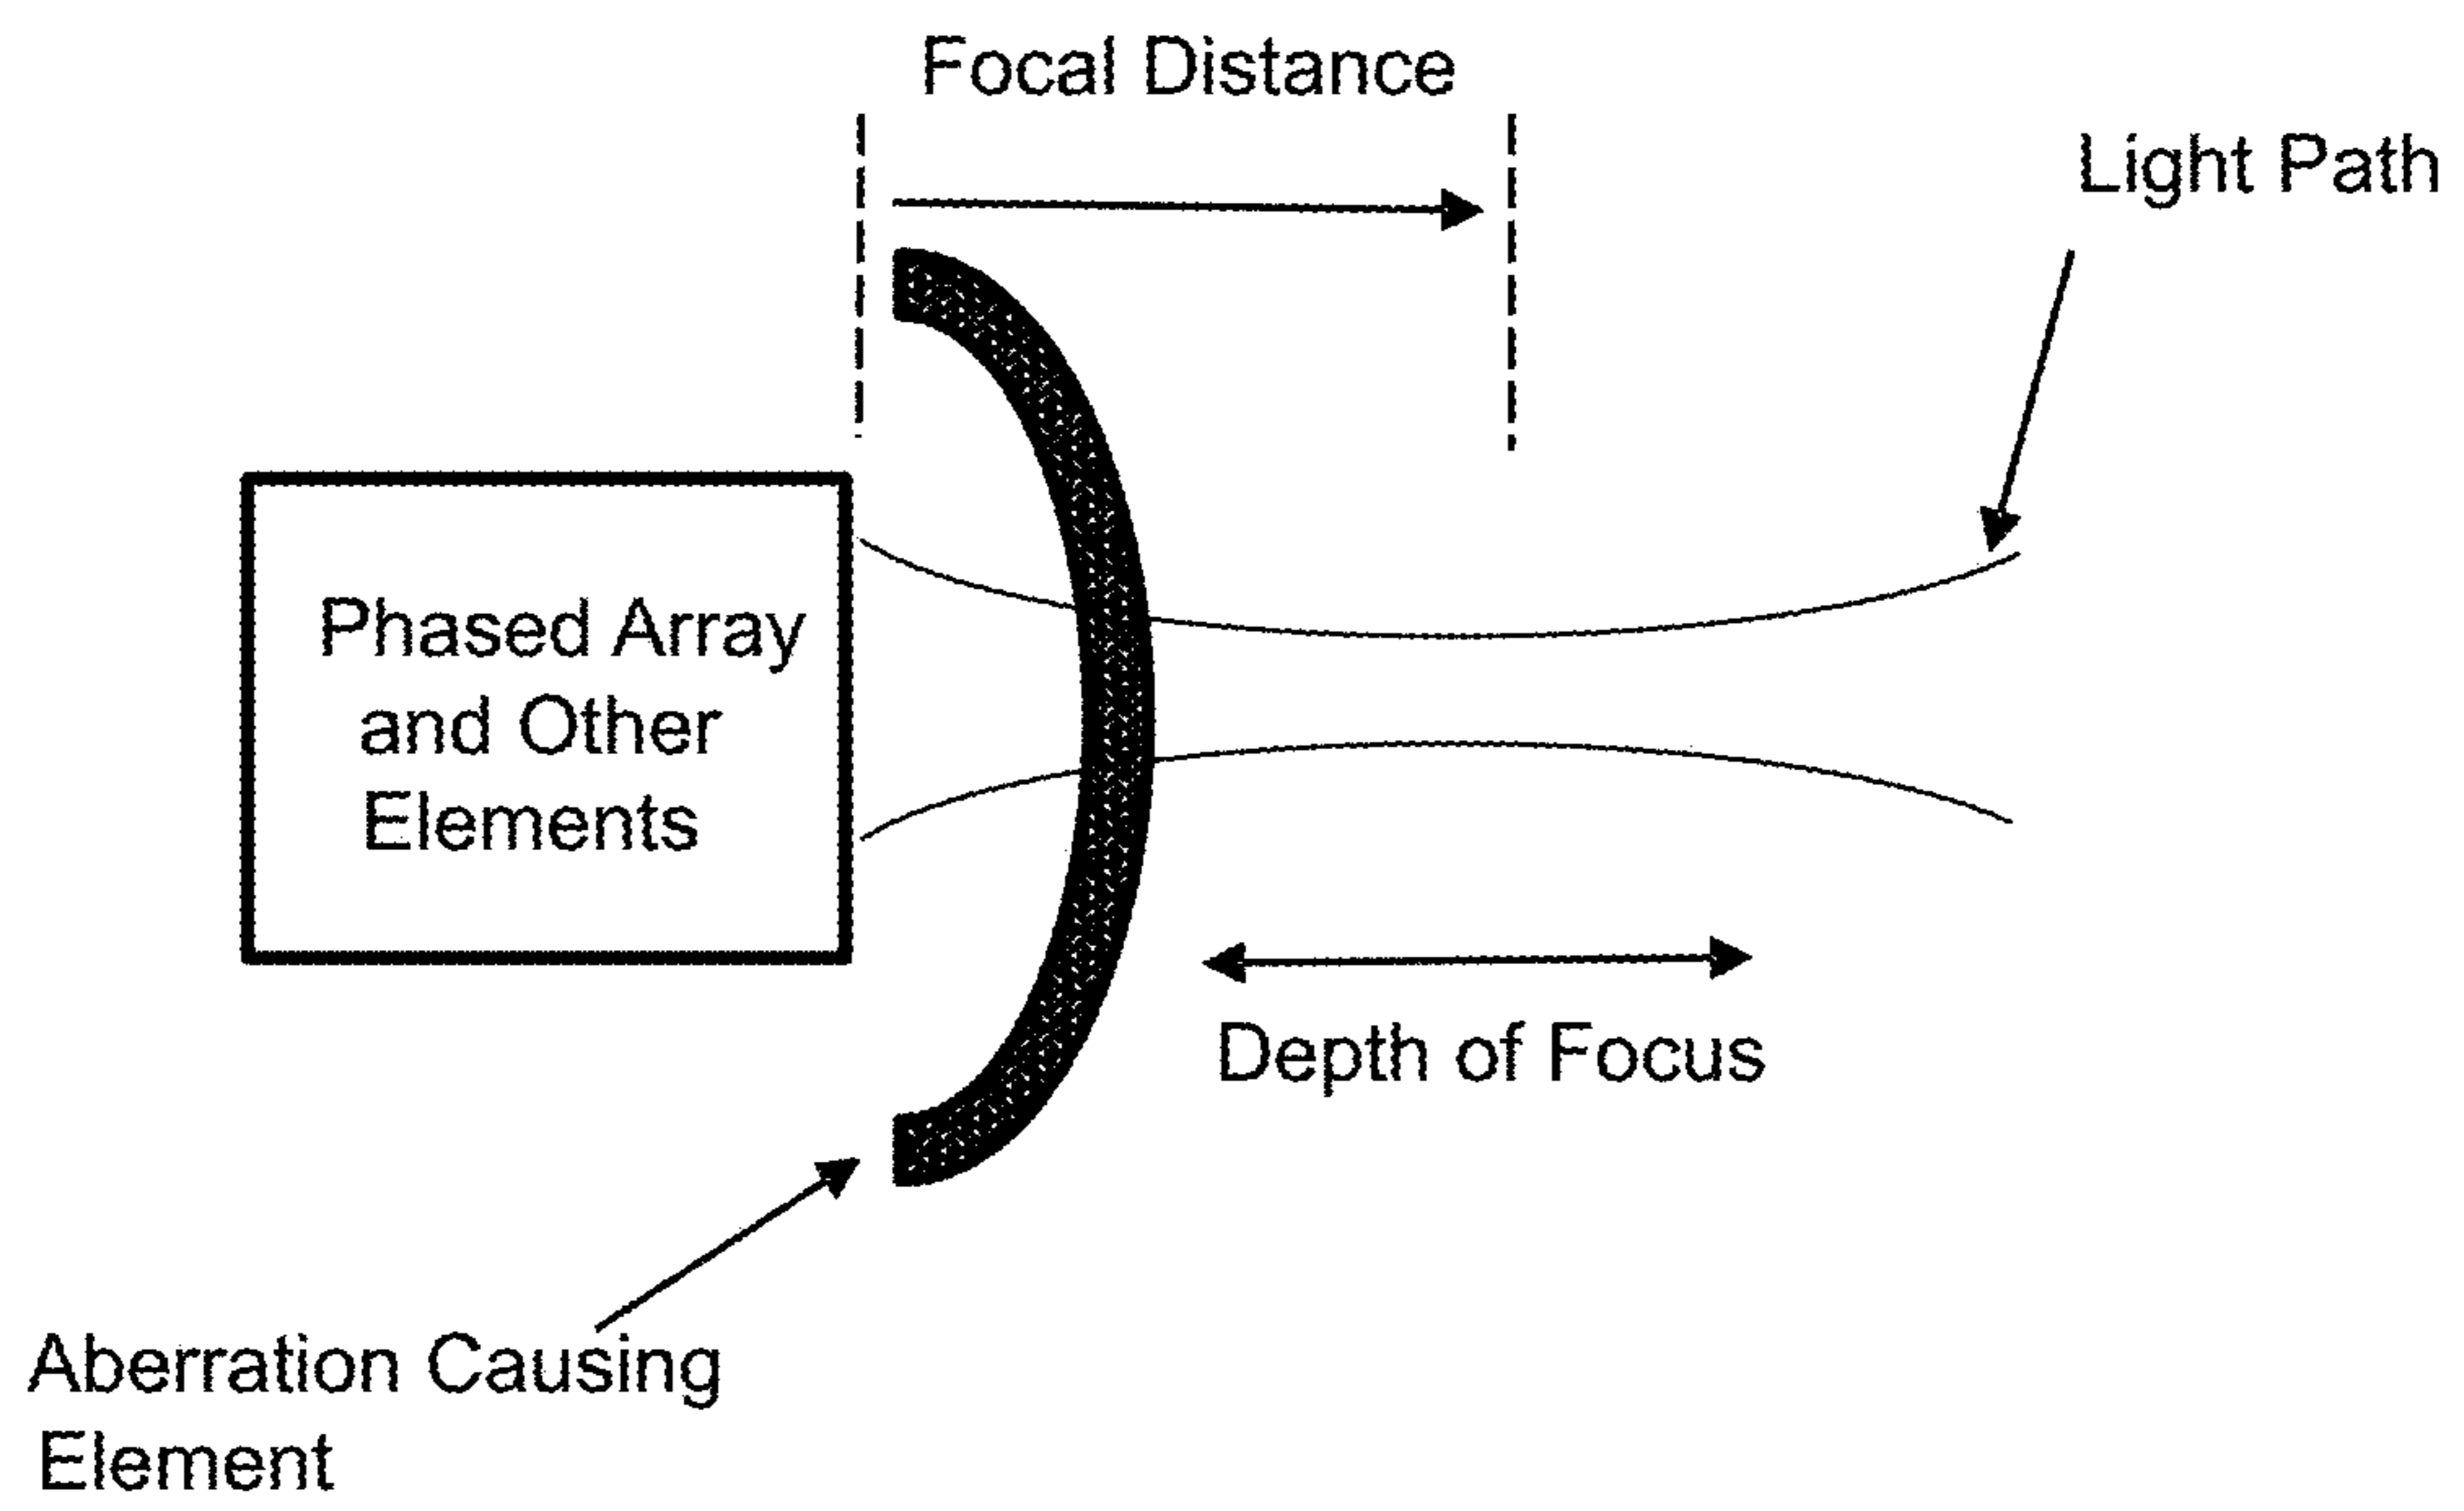 Focal Distance
Light Path
Phased Array
and Other
Elements
Depth of Focus
Aberration Causing
Element